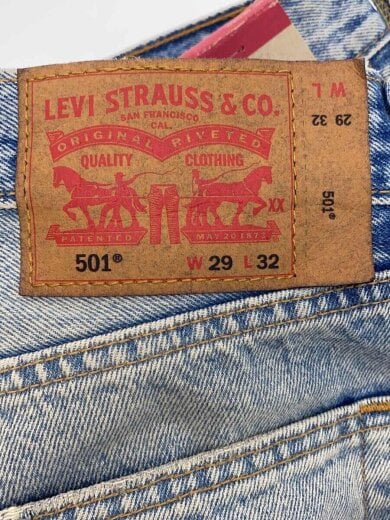 LEVI STRAUSS & CO.
SAN FRANCISCO
CAL.
ORIGINAL RIVETED
QUALITY CLOTHING
XX
PATENTED MAY 20 1873
501® W 29 L 32
W L
29 32
501®